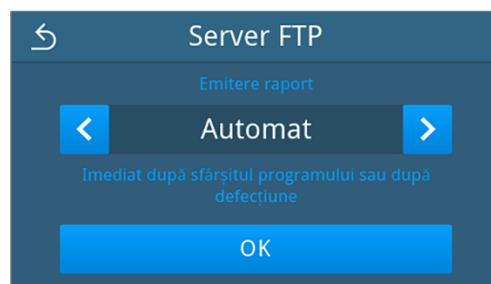 Server FTP
Emitere raport
Automat
Imediat după sfârșitul programului sau după
defecțiune
OK